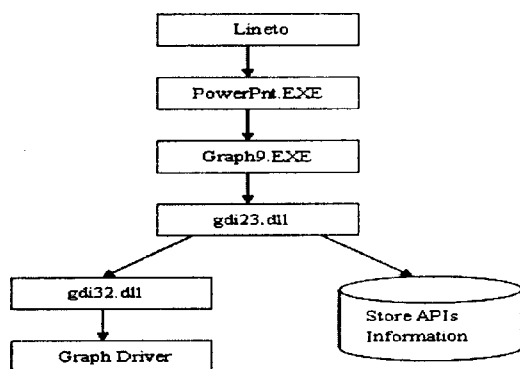 Lineto
PowerPnt.EXE
Graph9.EXE
gdi23.dll
gdi32.dll
Store APIs
Information
Graph Driver